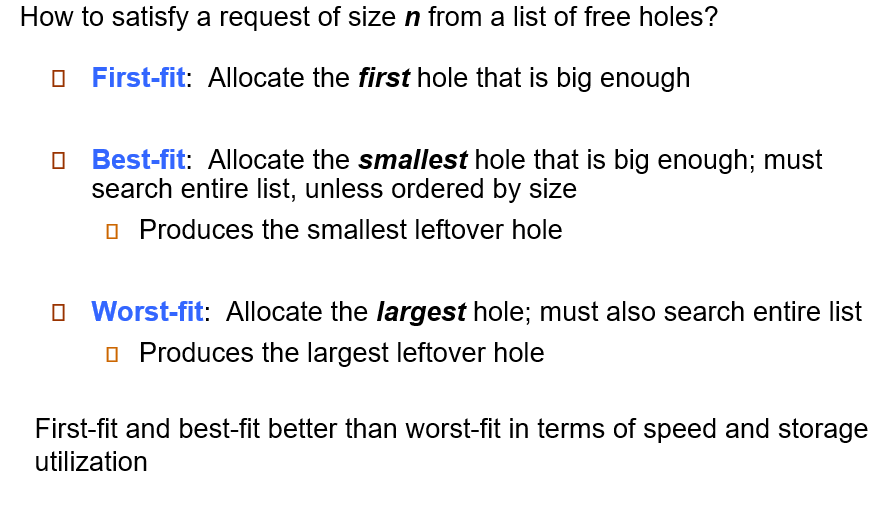 How to satisfy a request of size n from a list of free holes?
First-fit: Allocate the first hole that is big enough
Best-fit: Allocate the smallest hole that is big enough; must
search entire list, unless ordered by size
Produces the smallest leftover hole
Worst-fit: Allocate the largest hole; must also search entire list
Produces the largest leftover hole
First-fit and best-fit better than worst-fit in terms of speed and storage
utilization